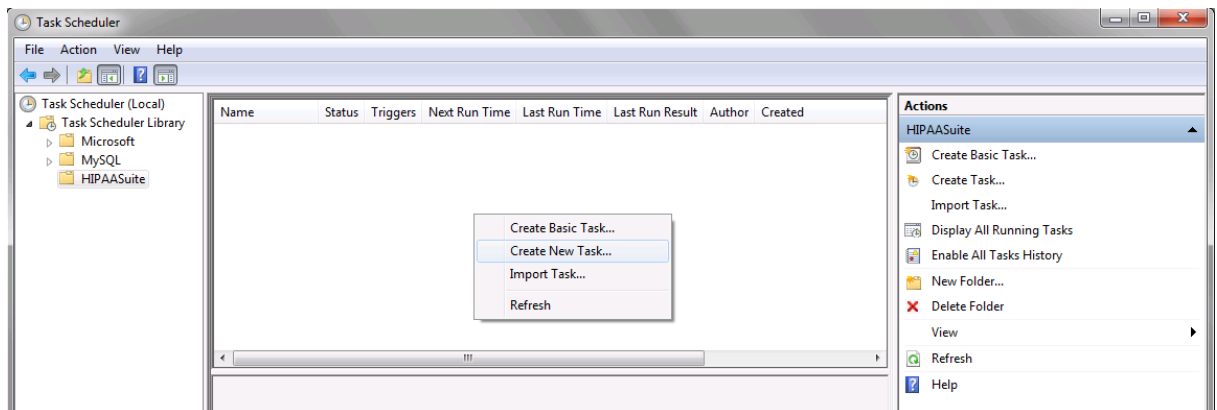 Task Scheduler
File Action View Help
Task Scheduler (Local)
Task Scheduler Library
Microsoft
MySQL
HIPAASuite
Name Status Triggers Next Run Time Last Run Time Last Run Result Author Created
Create Basic Task...
Create New Task...
Import Task...
Refresh
Actions
HIPAASuite
Create Basic Task...
Create Task...
Import Task...
Display All Running Tasks
Enable All Tasks History
New Folder...
Delete Folder
View
Refresh
Help